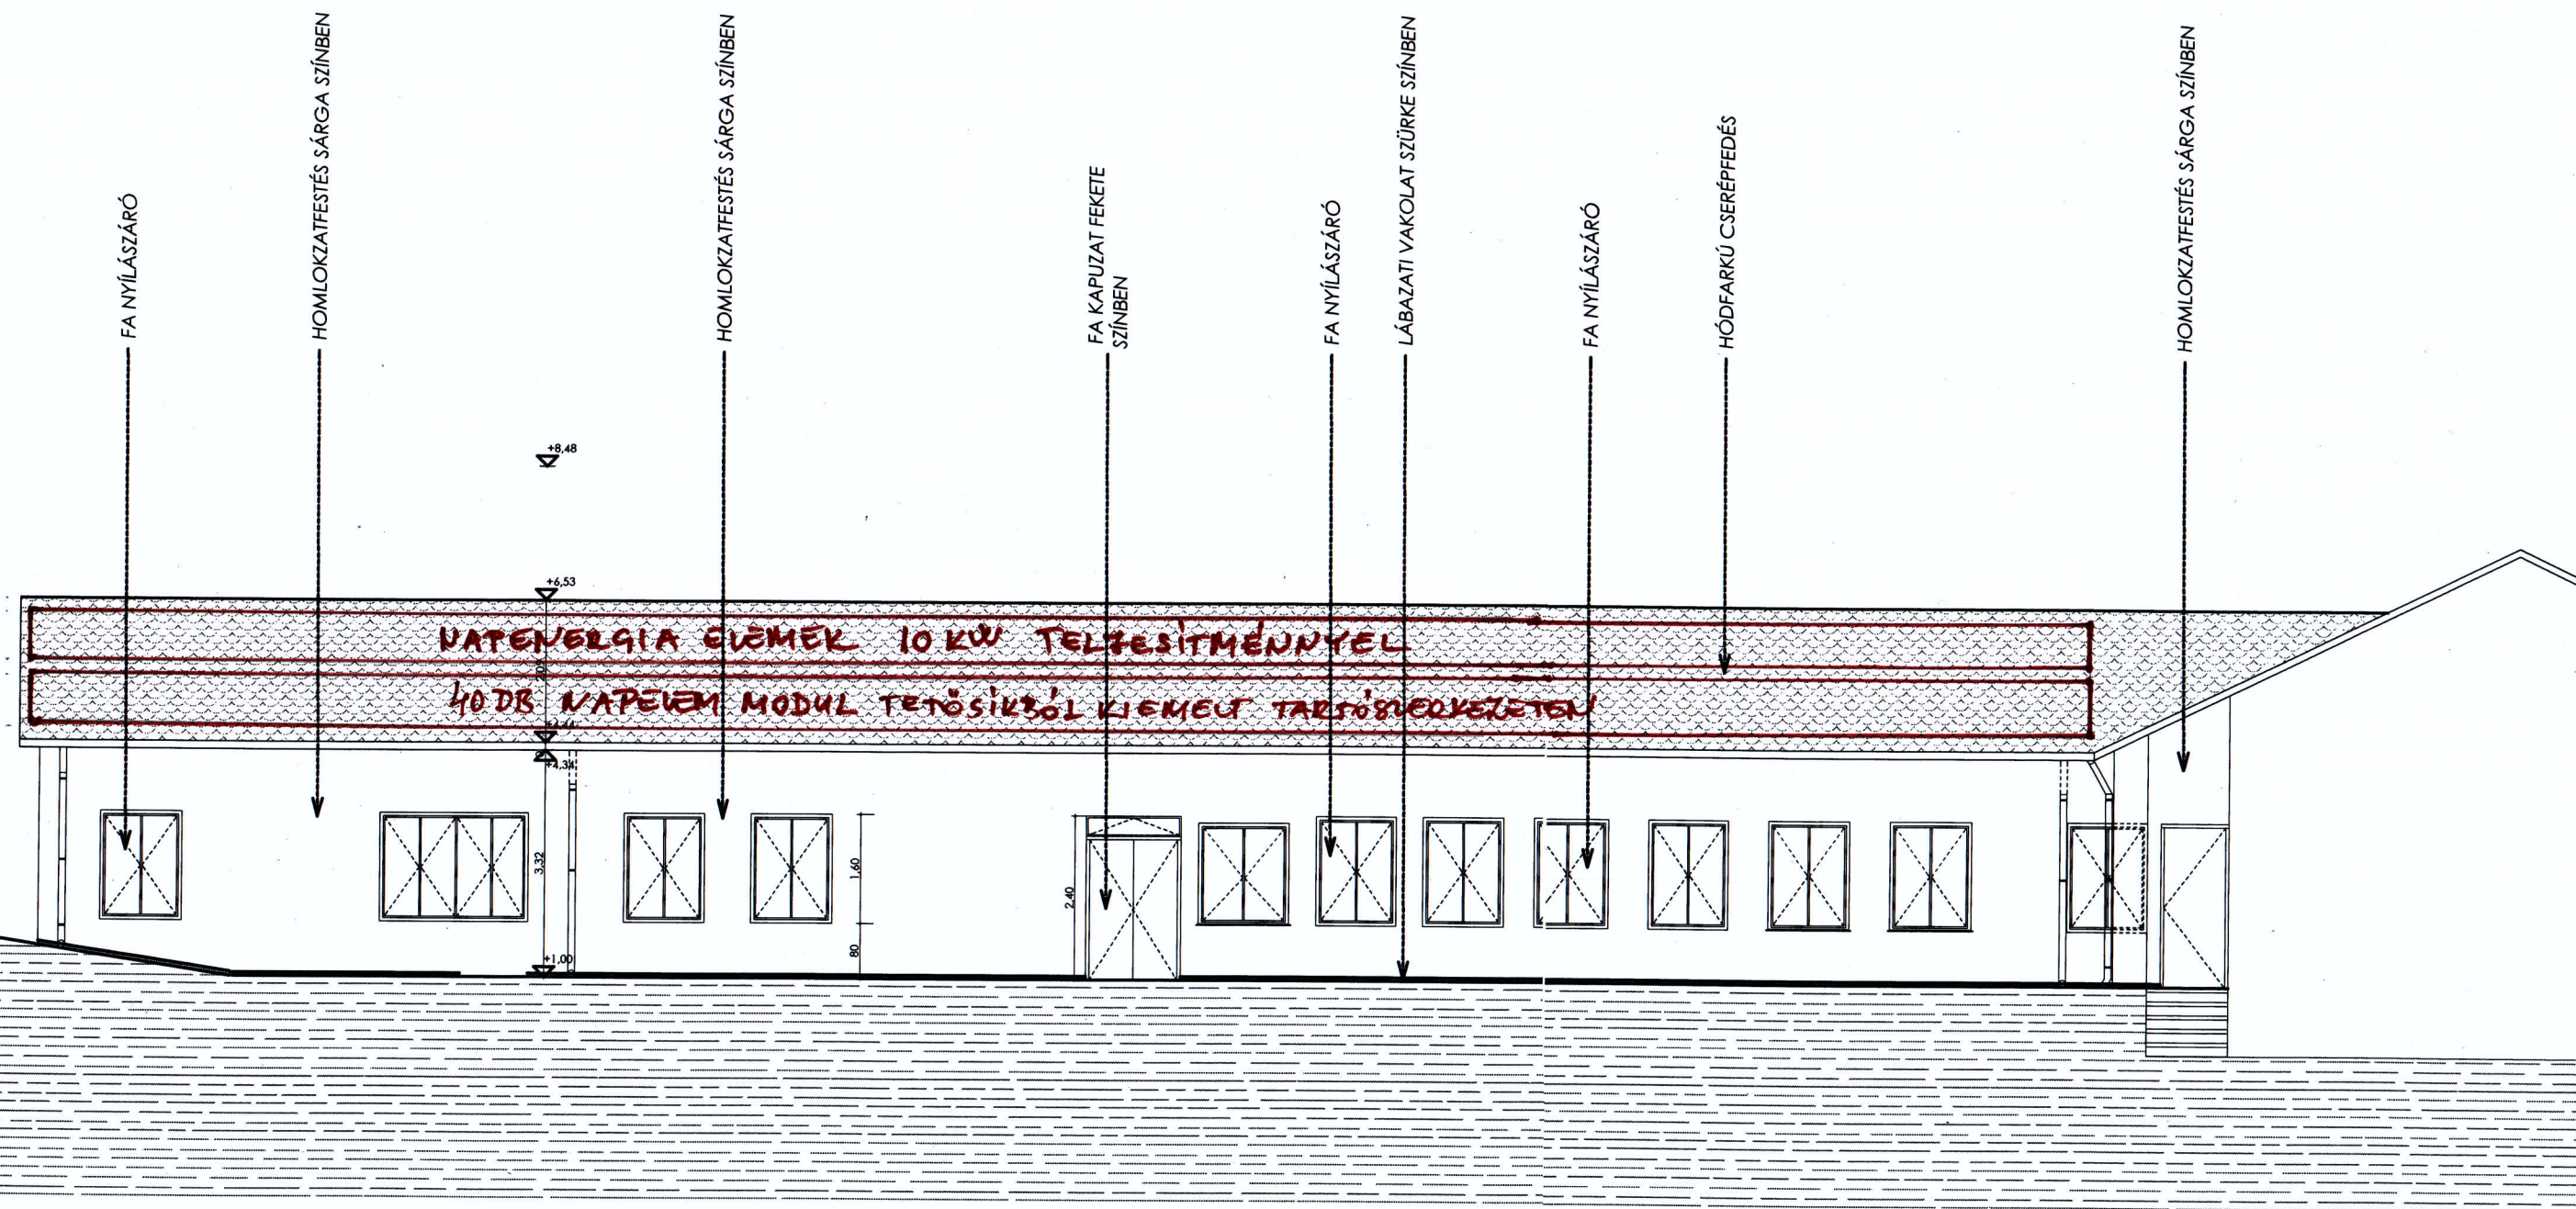 FA NYÍLÁSZÁRÓ
HOMLOKZATFESTÉS SÁRGA SZÍNBEN
HOMLOKZATFESTÉS SÁRGA SZÍNBEN
FA KAPUZAT FEKETE
SZÍNBEN
FA NYÍLÁSZÁRÓ
LÁBAZATI VAKOLAT SZÜRKE SZÍNBEN
FA NYÍLÁSZÁRÓ
HÓDFARKÚ CSERÉPFEDÉS
HOMLOKZATFESTÉS SÁRGA SZÍNBEN
+8,48
+6,53
NAPENERGIA ELEMEK 10 KW TELJESÍTMÉNNYEL
40 DB NAPELEM MODUL TETŐSÍKBÓL KIEMELT TARTÓSZERKEZETEN
+4,34
3,32
1,60
2,40
80
+1,00